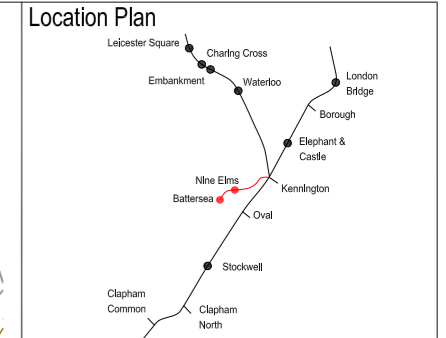 Location Plan
Leicester Square
Charing Cross
Embankment
Waterloo
London
Bridge
Borough
Elephant &
Castle
Nine Elms
Kennington
Battersea
Oval
Stockwell
Clapham
Common
Clapham
North